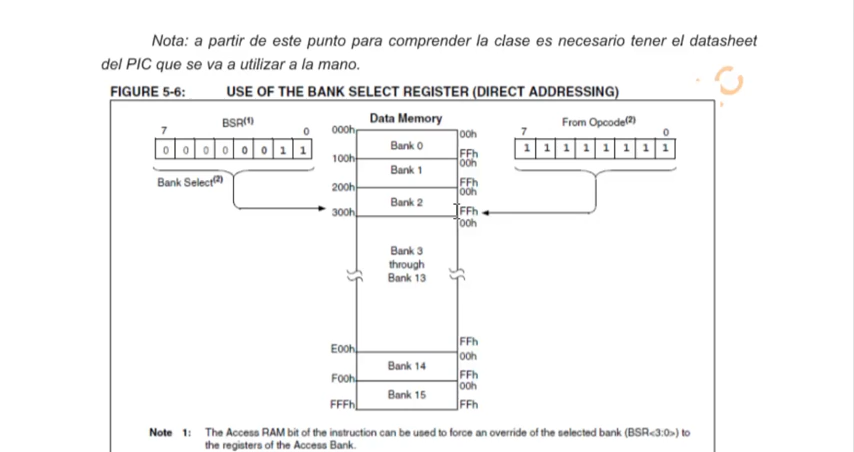 Nota: a partir de este punto para comprender la clase es necesario tener el datasheet
del PIC que se va a utilizar a la mano.
FIGURE 5-6: USE OF THE BANK SELECT REGISTER (DIRECT ADDRESSING)
BSR(1)
7 0
0 0 0 0 0 0 1 1
Bank Select(2)
Data Memory
000h
100h
200h
300h
E00h
F00h
FFFh
Bank 0
Bank 1
Bank 2
Bank 3
through
Bank 13
Bank 14
Bank 15
00h
FFh
00h
FFh
00h
FFh
00h
FFh
00h
FFh
00h
FFh
From Opcode(2)
7 0
1 1 1 1 1 1 1 1
Note 1: The Access RAM bit of the instruction can be used to force an override of the selected bank (BSR<3:0>) to
the registers of the Access Bank.